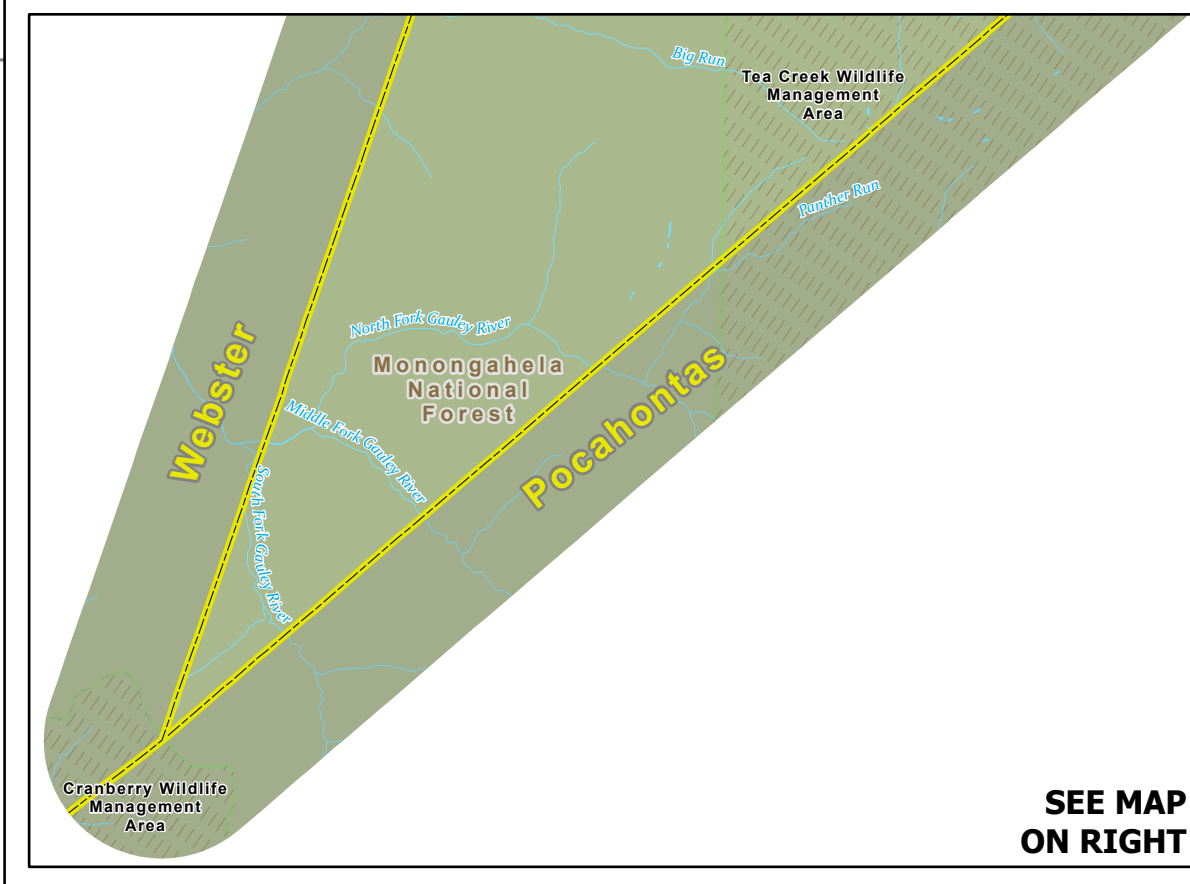 Big Run
Tea Creek Wildlife
Management
Area
Panther Run
North Fork Gauley River
Monongahela
National
Forest
Webster
Pocahontas
Middle Fork Gauley River
South Fork Gauley River
Cranberry Wildlife
Management
Area
SEE MAP
ON RIGHT